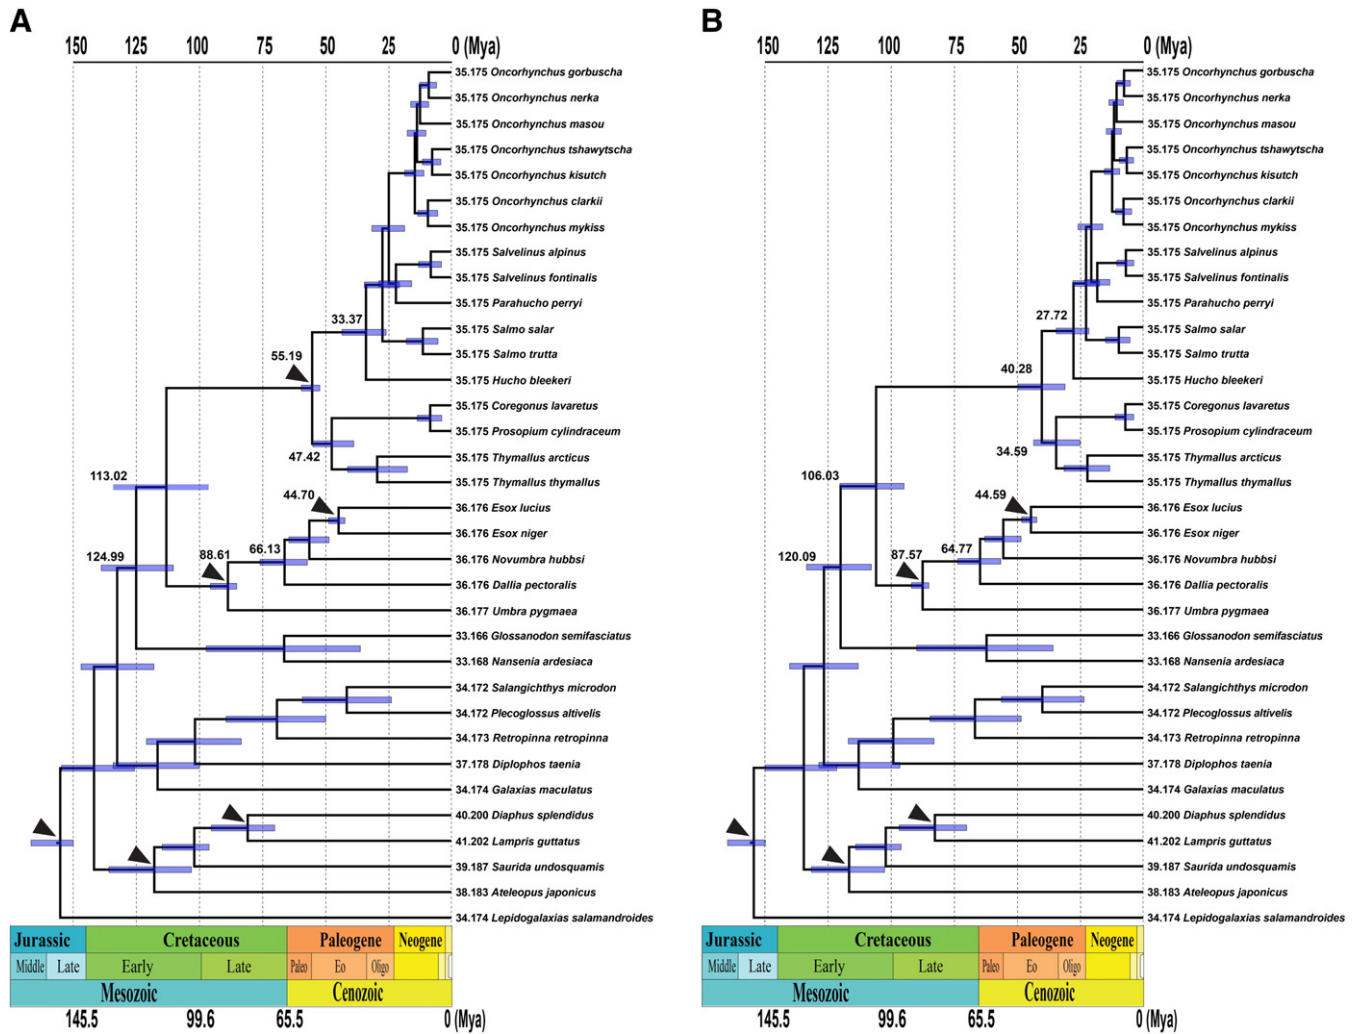 A
150 125 100 75 50 25 0 (Mya)
35.175 Oncorhynchus gorbuscha
35.175 Oncorhynchus nerka
35.175 Oncorhynchus masou
35.175 Oncorhynchus tshawytscha
35.175 Oncorhynchus kisutch
35.175 Oncorhynchus clarkii
35.175 Oncorhynchus mykiss
35.175 Salvelinus alpinus
35.175 Salvelinus fontinalis
35.175 Parahucho perryi
33.37
35.175 Salmo salar
35.175 Salmo trutta
55.19
35.175 Hucho bleekeri
35.175 Coregonus lavaretus
35.175 Prosopium cylindraceum
47.42
35.175 Thymallus arcticus
35.175 Thymallus thymallus
113.02
44.70
36.176 Esox lucius
36.176 Esox niger
124.99
88.61
66.13
36.176 Novumbra hubbsi
36.176 Dallia pectoralis
36.177 Umbra pygmaea
33.166 Glossanodon semifasciatus
33.168 Nansenia ardesiaca
34.172 Salangichthys microdon
34.172 Plecoglossus altivelis
34.173 Retropinna retropinna
37.178 Diplophos taenia
34.174 Galaxias maculatus
40.200 Diaphus splendidus
41.202 Lampris guttatus
39.187 Saurida undosquamis
38.183 Ateleopus japonicus
34.174 Lepidogalaxias salamandroides
Jurassic Cretaceous Paleogene Neogene
Middle Late Early Late Paleo Eo Oligo
Mesozoic Cenozoic
145.5 99.6 65.5 0 (Mya)
B
150 125 100 75 50 25 0 (Mya)
35.175 Oncorhynchus gorbuscha
35.175 Oncorhynchus nerka
35.175 Oncorhynchus masou
35.175 Oncorhynchus tshawytscha
35.175 Oncorhynchus kisutch
35.175 Oncorhynchus clarkii
35.175 Oncorhynchus mykiss
35.175 Salvelinus alpinus
35.175 Salvelinus fontinalis
35.175 Parahucho perryi
27.72
35.175 Salmo salar
35.175 Salmo trutta
40.28
35.175 Hucho bleekeri
35.175 Coregonus lavaretus
35.175 Prosopium cylindraceum
34.59
35.175 Thymallus arcticus
35.175 Thymallus thymallus
106.03
44.59
36.176 Esox lucius
36.176 Esox niger
120.09
87.57
64.77
36.176 Novumbra hubbsi
36.176 Dallia pectoralis
36.177 Umbra pygmaea
33.166 Glossanodon semifasciatus
33.168 Nansenia ardesiaca
34.172 Salangichthys microdon
34.172 Plecoglossus altivelis
34.173 Retropinna retropinna
37.178 Diplophos taenia
34.174 Galaxias maculatus
40.200 Diaphus splendidus
41.202 Lampris guttatus
39.187 Saurida undosquamis
38.183 Ateleopus japonicus
34.174 Lepidogalaxias salamandroides
Jurassic Cretaceous Paleogene Neogene
Middle Late Early Late Paleo Eo Oligo
Mesozoic Cenozoic
145.5 99.6 65.5 0 (Mya)